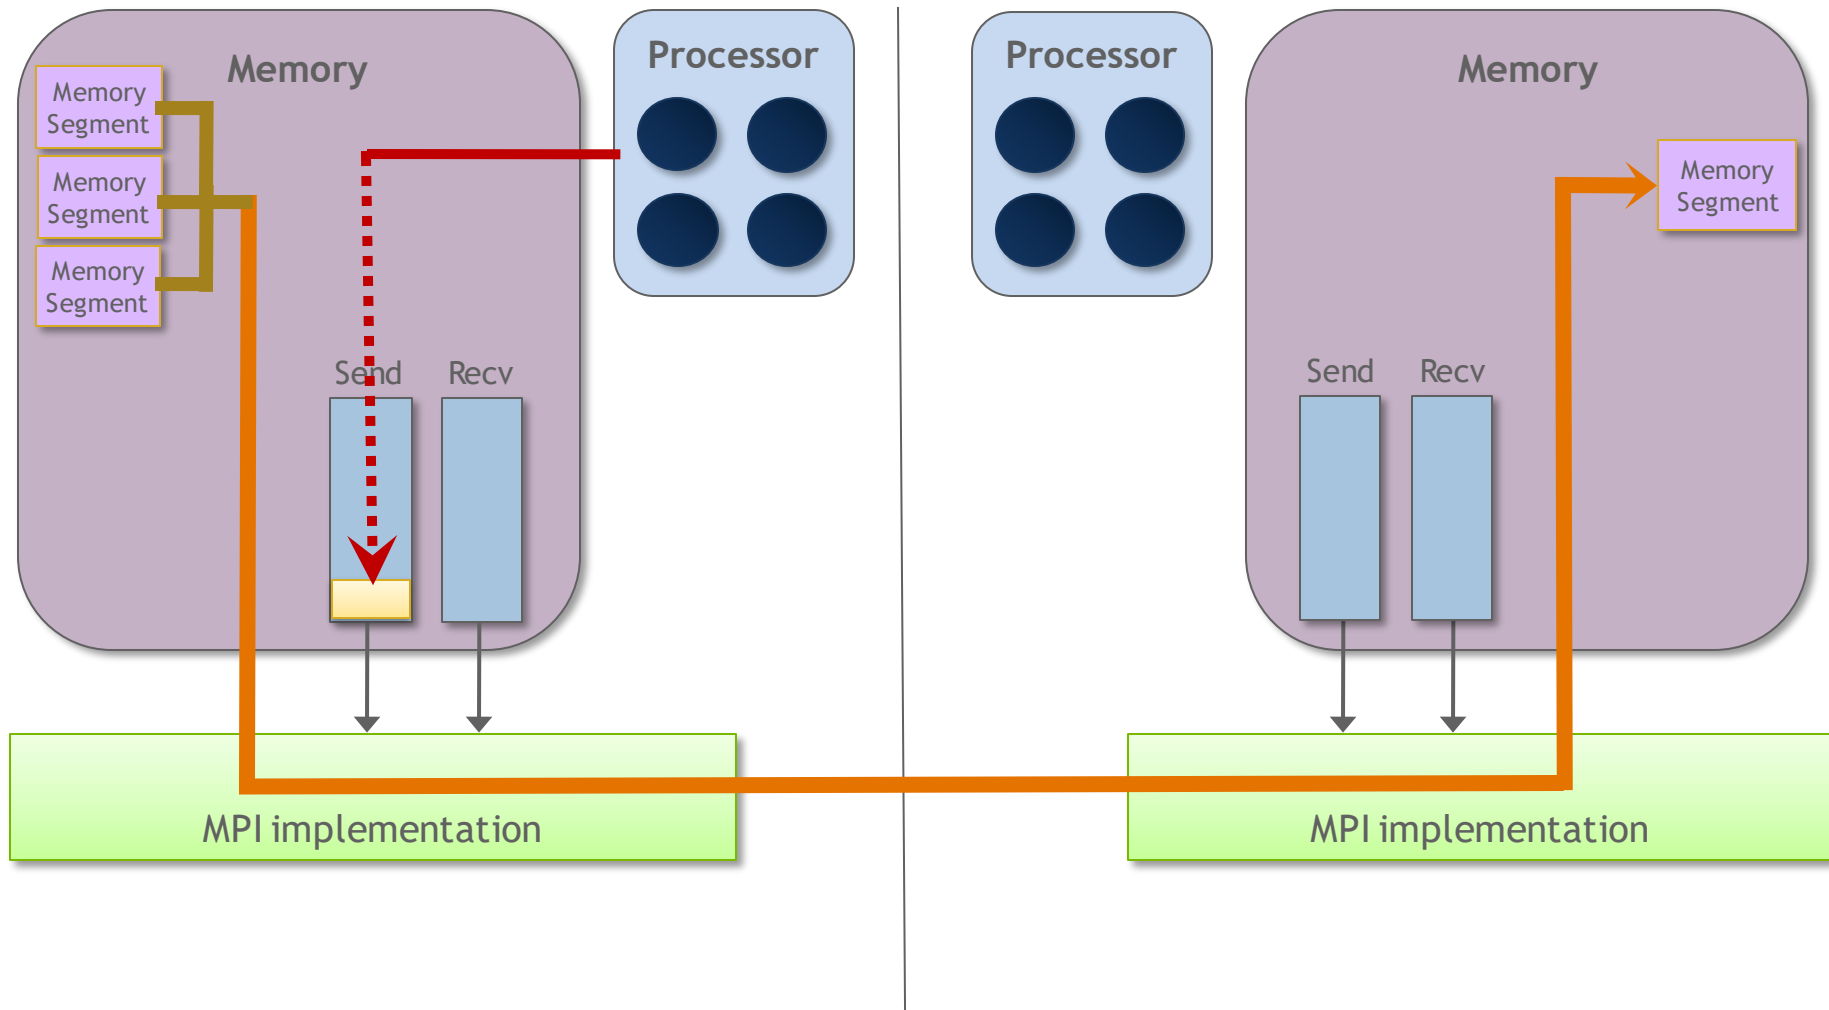 Memory
Processor
Memory
Segment
Memory
Segment
Memory
Segment
Send
Recv
MPI implementation
Processor
Memory
Memory
Segment
Send
Recv
MPI implementation